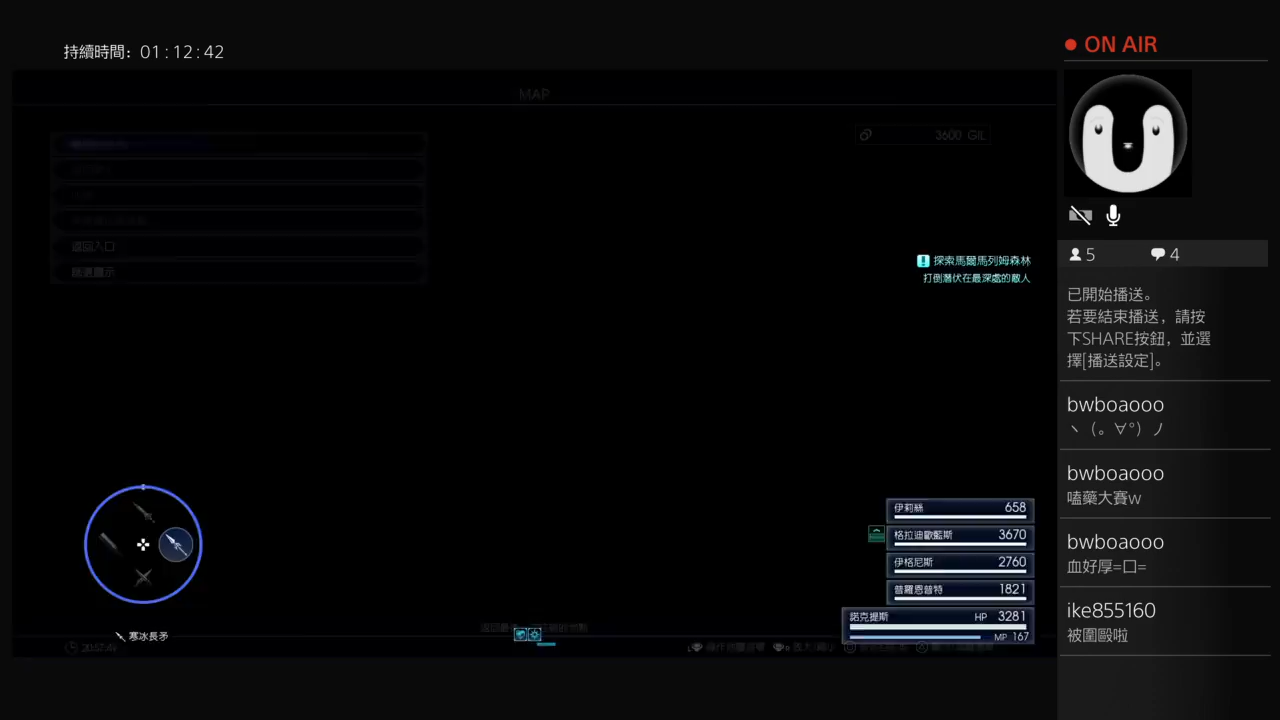 持續時間: 01:12:42
ON AIR
MAP
3600 GIL
返回入口
5
4
探索馬爾馬列姆森林
打倒潛伏在最深處的敵人
已開始播送。
若要結束播送，請按
下SHARE按鈕，並選
擇[播送設定]。
bwboaooo
ヽ (。∀°) ノ
bwboaooo
嗑藥大賽w
bwboaooo
血好厚=口=
ike855160
被圍毆啦
伊莉絲 658
格拉迪歐藍斯 3670
伊格尼斯 2760
普羅恩普特 1821
諾克提斯 HP 3281
MP 167
寒冰長矛